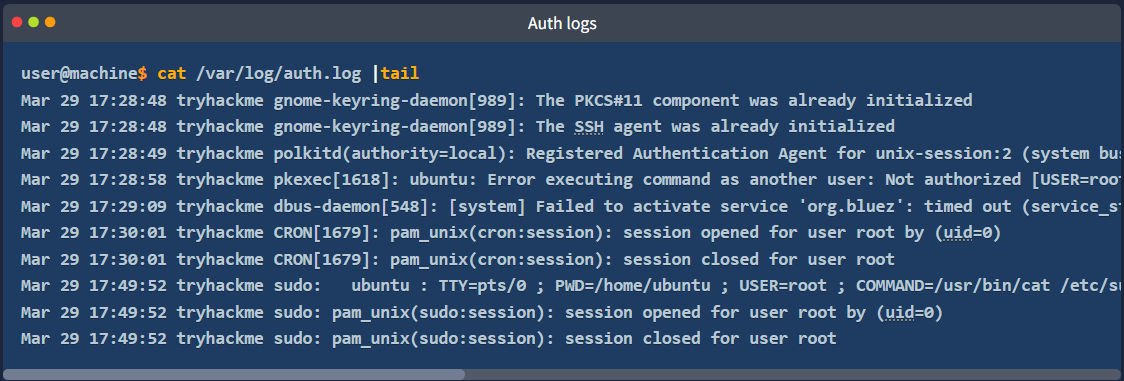 Auth logs
user@machine$ cat /var/log/auth.log |tail
Mar 29 17:28:48 tryhackme gnome-keyring-daemon[989]: The PKCS#11 component was already initialized
Mar 29 17:28:48 tryhackme gnome-keyring-daemon[989]: The SSH agent was already initialized
Mar 29 17:28:49 tryhackme polkitd(authority=local): Registered Authentication Agent for unix-session:2 (system bus
Mar 29 17:28:58 tryhackme pkexec[1618]: ubuntu: Error executing command as another user: Not authorized [USER=root
Mar 29 17:29:09 tryhackme dbus-daemon[548]: [system] Failed to activate service 'org.bluez': timed out (service_st
Mar 29 17:30:01 tryhackme CRON[1679]: pam_unix(cron:session): session opened for user root by (uid=0)
Mar 29 17:30:01 tryhackme CRON[1679]: pam_unix(cron:session): session closed for user root
Mar 29 17:49:52 tryhackme sudo:   ubuntu : TTY=pts/0 ; PWD=/home/ubuntu ; USER=root ; COMMAND=/usr/bin/cat /etc/su
Mar 29 17:49:52 tryhackme sudo: pam_unix(sudo:session): session opened for user root by (uid=0)
Mar 29 17:49:52 tryhackme sudo: pam_unix(sudo:session): session closed for user root